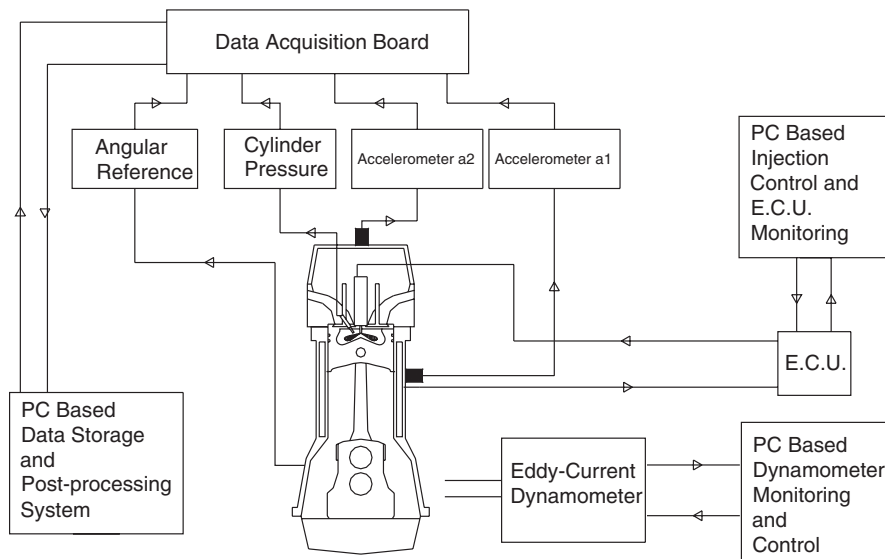 Data Acquisition Board
Angular
Reference
Cylinder
Pressure
Accelerometer a2
Accelerometer a1
PC Based
Injection
Control and
E.C.U.
Monitoring
E.C.U.
PC Based
Data Storage
and
Post-processing
System
Eddy-Current
Dynamometer
PC Based
Dynamometer
Monitoring
and
Control